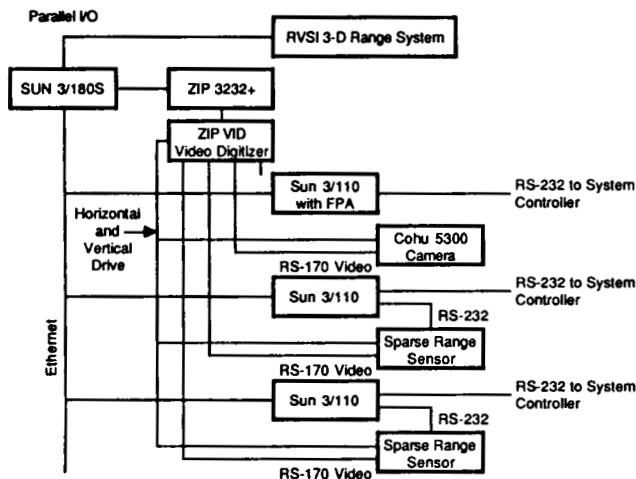 Parallel I/O
RVSI 3-D Range System
SUN 3/180S
ZIP 3232+
ZIP VID
Video Digitizer
Sun 3/110
with FPA
RS-232 to System
Controller
Horizontal
and
Vertical
Drive
Cohu 5300
Camera
RS-170 Video
Sun 3/110
RS-232 to System
Controller
RS-232
Ethernet
Sparse Range
Sensor
RS-170 Video
Sun 3/110
RS-232 to System
Controller
RS-232
Sparse Range
Sensor
RS-170 Video